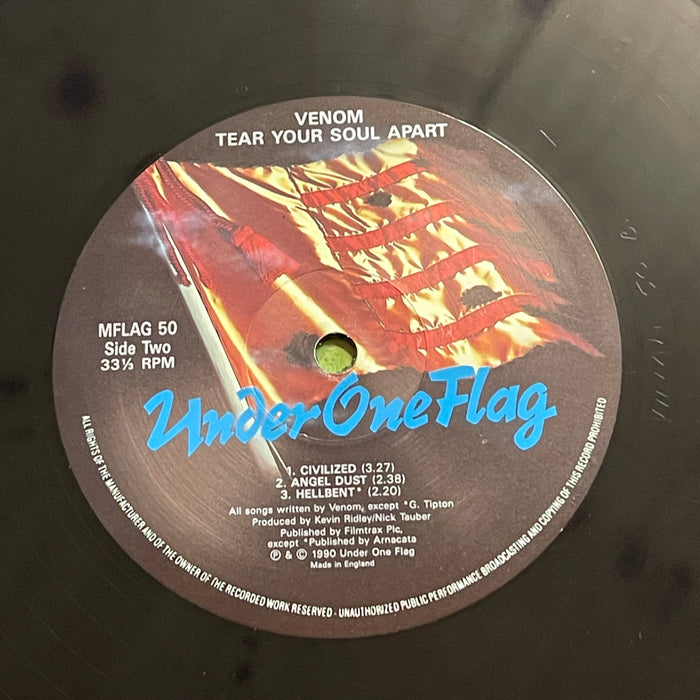 VENOM
TEAR YOUR SOUL APART
MFLAG 50
Side Two
33⅓ RPM
Under One Flag
1. CIVILIZED (3.27)
2. ANGEL DUST (2.38)
3. HELLBENT* (2.20)
All songs written by Venom, except *G. Tipton
Produced by Kevin Ridley/Nick Tauber
Published by Filmtrax Plc,
except *Published by Arnacata
Ⓟ & © 1990 Under One Flag
Made in England
ALL RIGHTS OF THE MANUFACTURER AND OF THE OWNER OF THE RECORDED WORK RESERVED - UNAUTHORIZED PUBLIC PERFORMANCE BROADCASTING AND COPYING OF THIS RECORD PROHIBITED